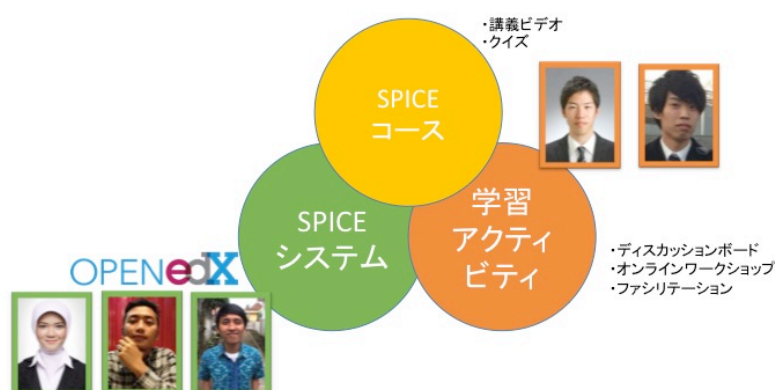 ・講義ビデオ
・クイズ
SPICE
コース
SPICE
システム
学習
アクティ
ビティ
・ディスカッションボード
・オンラインワークショップ
・ファシリテーション
OPENedX